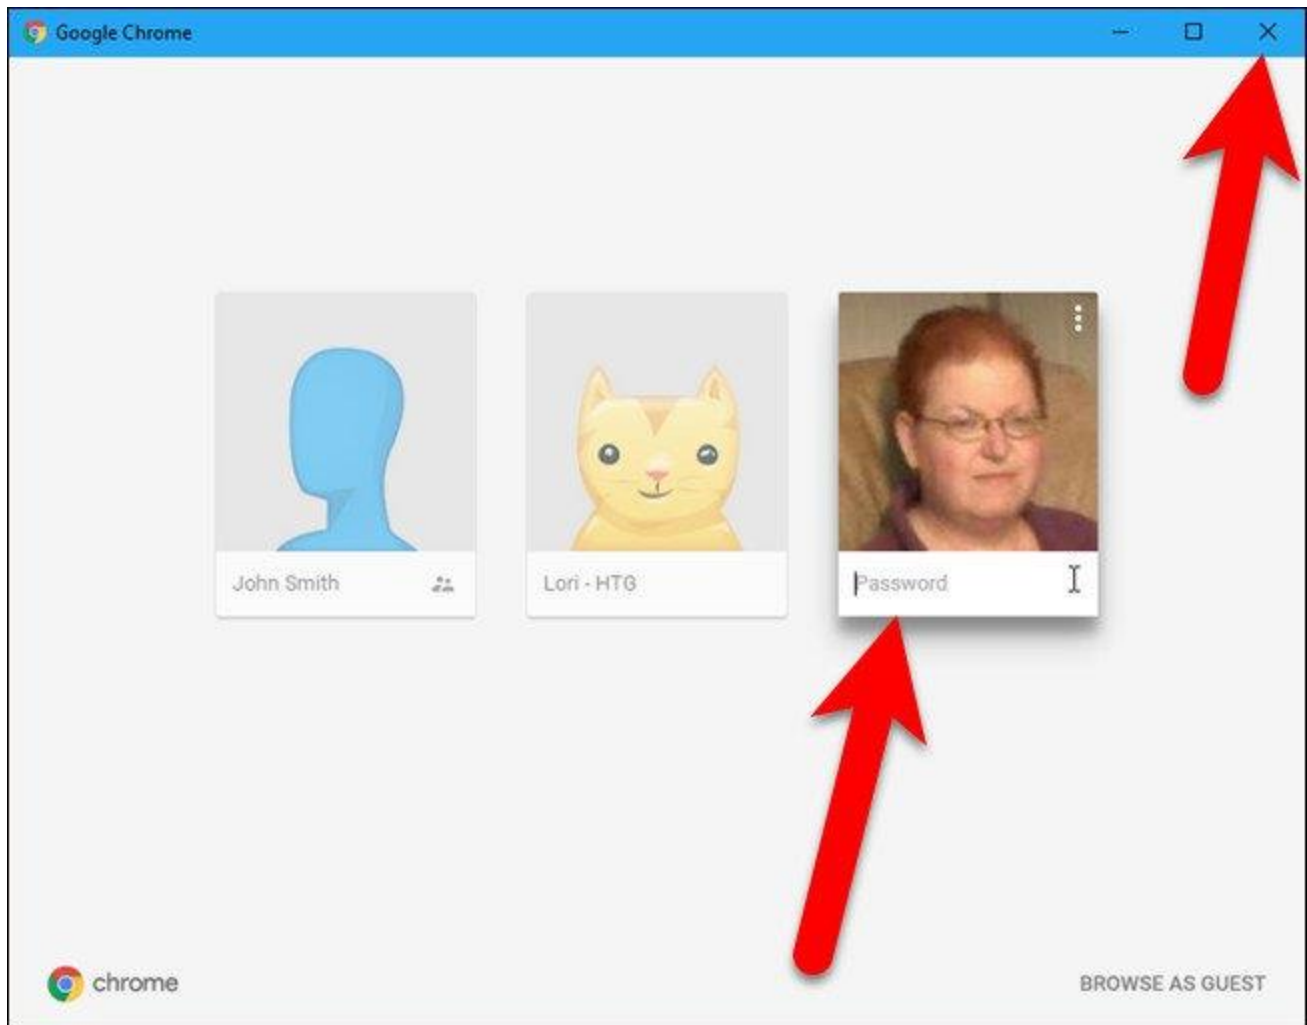 Google Chrome
John Smith
Lori - HTG
Password
chrome
BROWSE AS GUEST